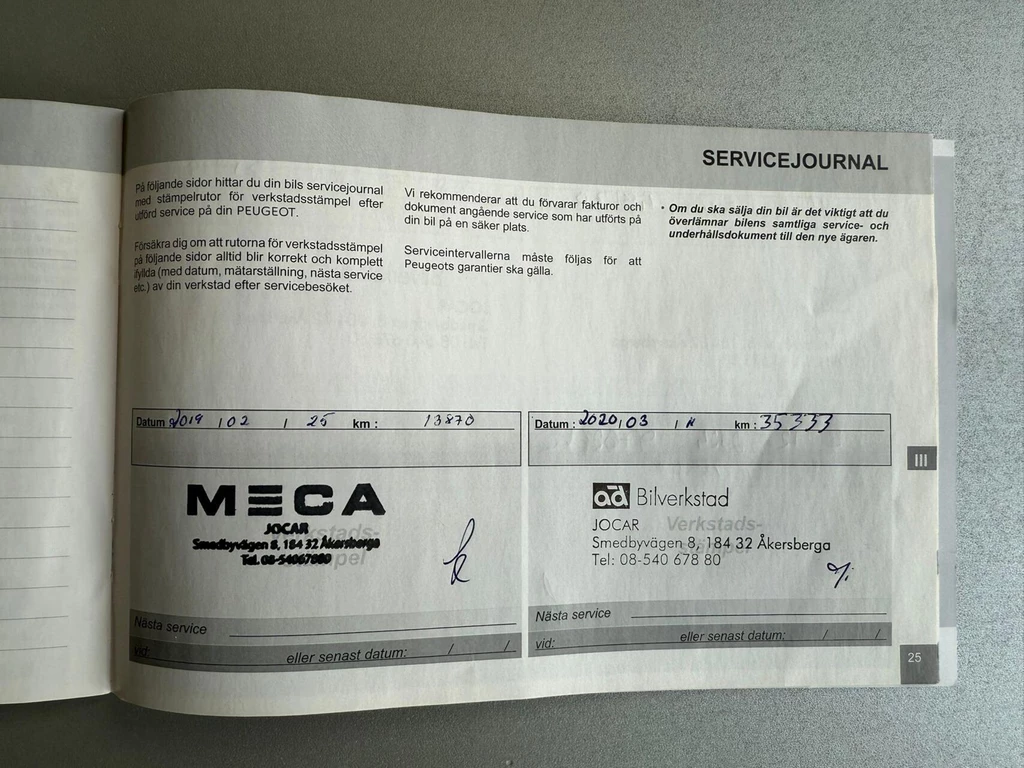 SERVICEJOURNAL
På följande sidor hittar du din bils servicejournal
med stämpelrutor för verkstadsstämpel efter
utförd service på din PEUGEOT.
Försäkra dig om att rutorna för verkstadsstämpel
på följande sidor alltid blir korrekt och komplett
ifyllda (med datum, mätarställning, nästa service
etc.) av din verkstad efter servicebesöket.
Vi rekommenderar att du förvarar fakturor och
dokument angående service som har utförts på
din bil på en säker plats.
Serviceintervallerna måste följas för att
Peugeots garantier ska gälla.
• Om du ska sälja din bil är det viktigt att du
överlämnar bilens samtliga service- och
underhållsdokument till den nye ägaren.
Datum : 2019 / 02 / 25 km : 13870
MECA
JOCAR
Smedbyvägen 8, 184 32 Åkersberga
Tel. 08-54067880
Nästa service
vid: eller senast datum: / /
Datum : 2020 / 03 / km : 35333
ad Bilverkstad
JOCAR Verkstads-
Smedbyvägen 8, 184 32 Åkersberga
Tel: 08-540 678 80
Nästa service
vid: eller senast datum: / /
III
25